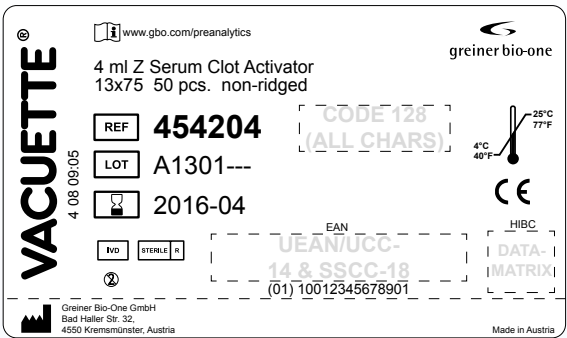 VACUETTE®
4 08 09:05
www.gbo.com/preanalytics
greiner bio-one
4 ml Z Serum Clot Activator
13x75 50 pcs. non-ridged
REF 454204
CODE 128
(ALL CHARS)
25°C
77°F
4°C
40°F
LOT A1301---
2016-04
CE
IVD
STERILE R
2
EAN
UEAN/UCC-
14 & SSCC-18
(01) 10012345678901
HIBC
DATA-
MATRIX
Greiner Bio-One GmbH
Bad Haller Str. 32,
4550 Kremsmünster, Austria
Made in Austria